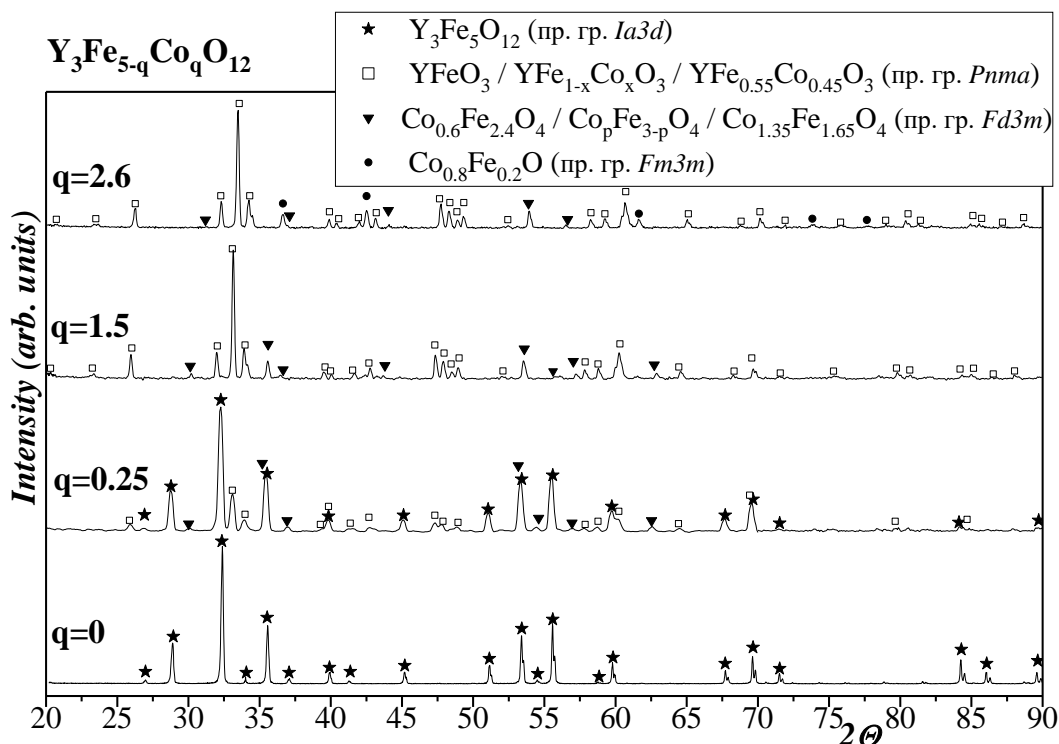 Y₃Fe₅O₁₂ (пр. гр. Ia3d)
Y₃Fe₅₋qCo_qO₁₂
YFeO₃ / YFe₁₋ₓCoₓO₃ / YFe₀.₅₅Co₀.₄₅O₃ (пр. гр. Pnma)
Co₀.₆Fe₂.₄O₄ / CoₚFe₃₋ₚO₄ / Co₁.₃₅Fe₁.₆₅O₄ (пр. гр. Fd3m)
Co₀.₈Fe₀.₂O (пр. гр. Fm3m)
q=2.6
q=1.5
q=0.25
q=0
Intensity (arb. units)
20 25 30 35 40 45 50 55 60 65 70 75 80 85 90
2Θ